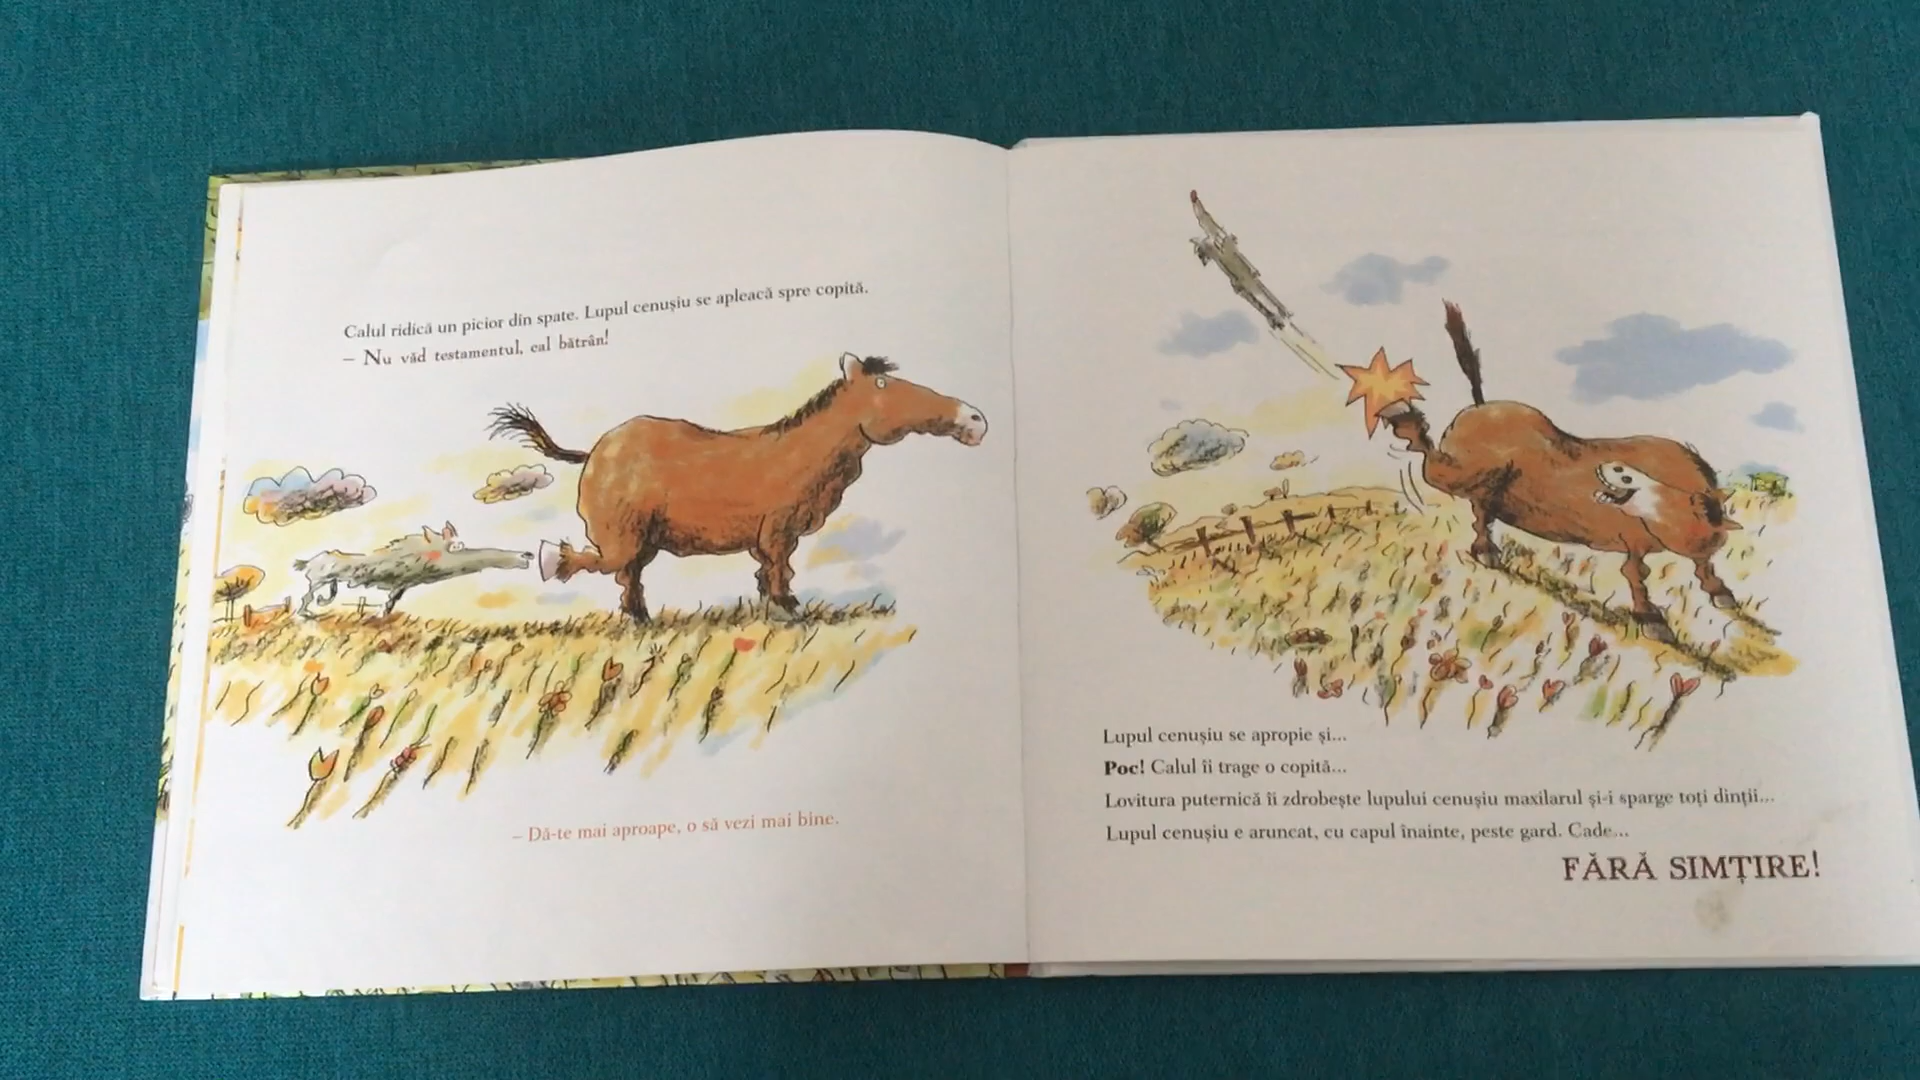 Calul ridică un picior din spate. Lupul cenușiu se apleacă spre copită.
– Nu văd testamentul, cal bătrân!
– Dă-te mai aproape, o să vezi mai bine.
Lupul cenușiu se apropie și...
Poc! Calul îi trage o copită...
Lovitura puternică îi zdrobește lupului cenușiu maxilarul și-i sparge toți dinții...
Lupul cenușiu e aruncat, cu capul înainte, peste gard. Cade...
FĂRĂ SIMȚIRE!